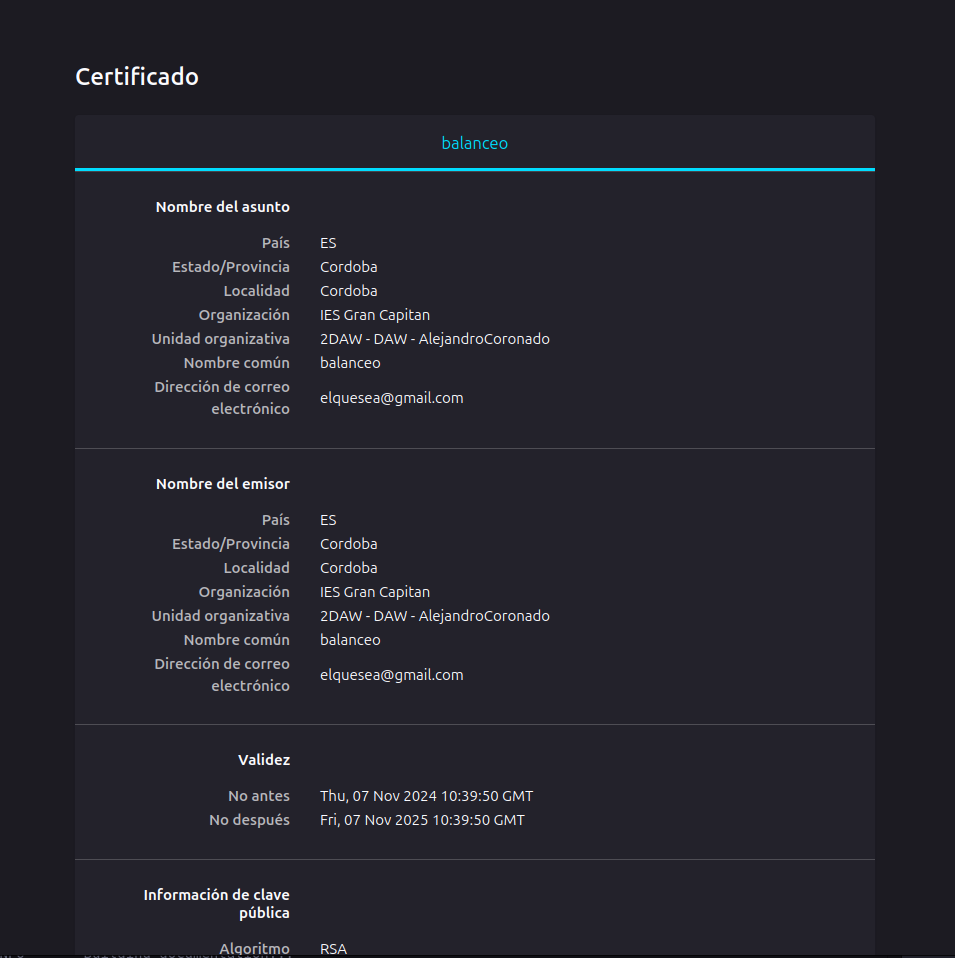 Certificado
balanceo
Nombre del asunto
País ES
Estado/Provincia Cordoba
Localidad Cordoba
Organización IES Gran Capitan
Unidad organizativa 2DAW - DAW - AlejandroCoronado
Nombre común balanceo
Dirección de correo
electrónico elquesea@gmail.com
Nombre del emisor
País ES
Estado/Provincia Cordoba
Localidad Cordoba
Organización IES Gran Capitan
Unidad organizativa 2DAW - DAW - AlejandroCoronado
Nombre común balanceo
Dirección de correo
electrónico elquesea@gmail.com
Validez
No antes Thu, 07 Nov 2024 10:39:50 GMT
No después Fri, 07 Nov 2025 10:39:50 GMT
Información de clave
pública
Algoritmo RSA